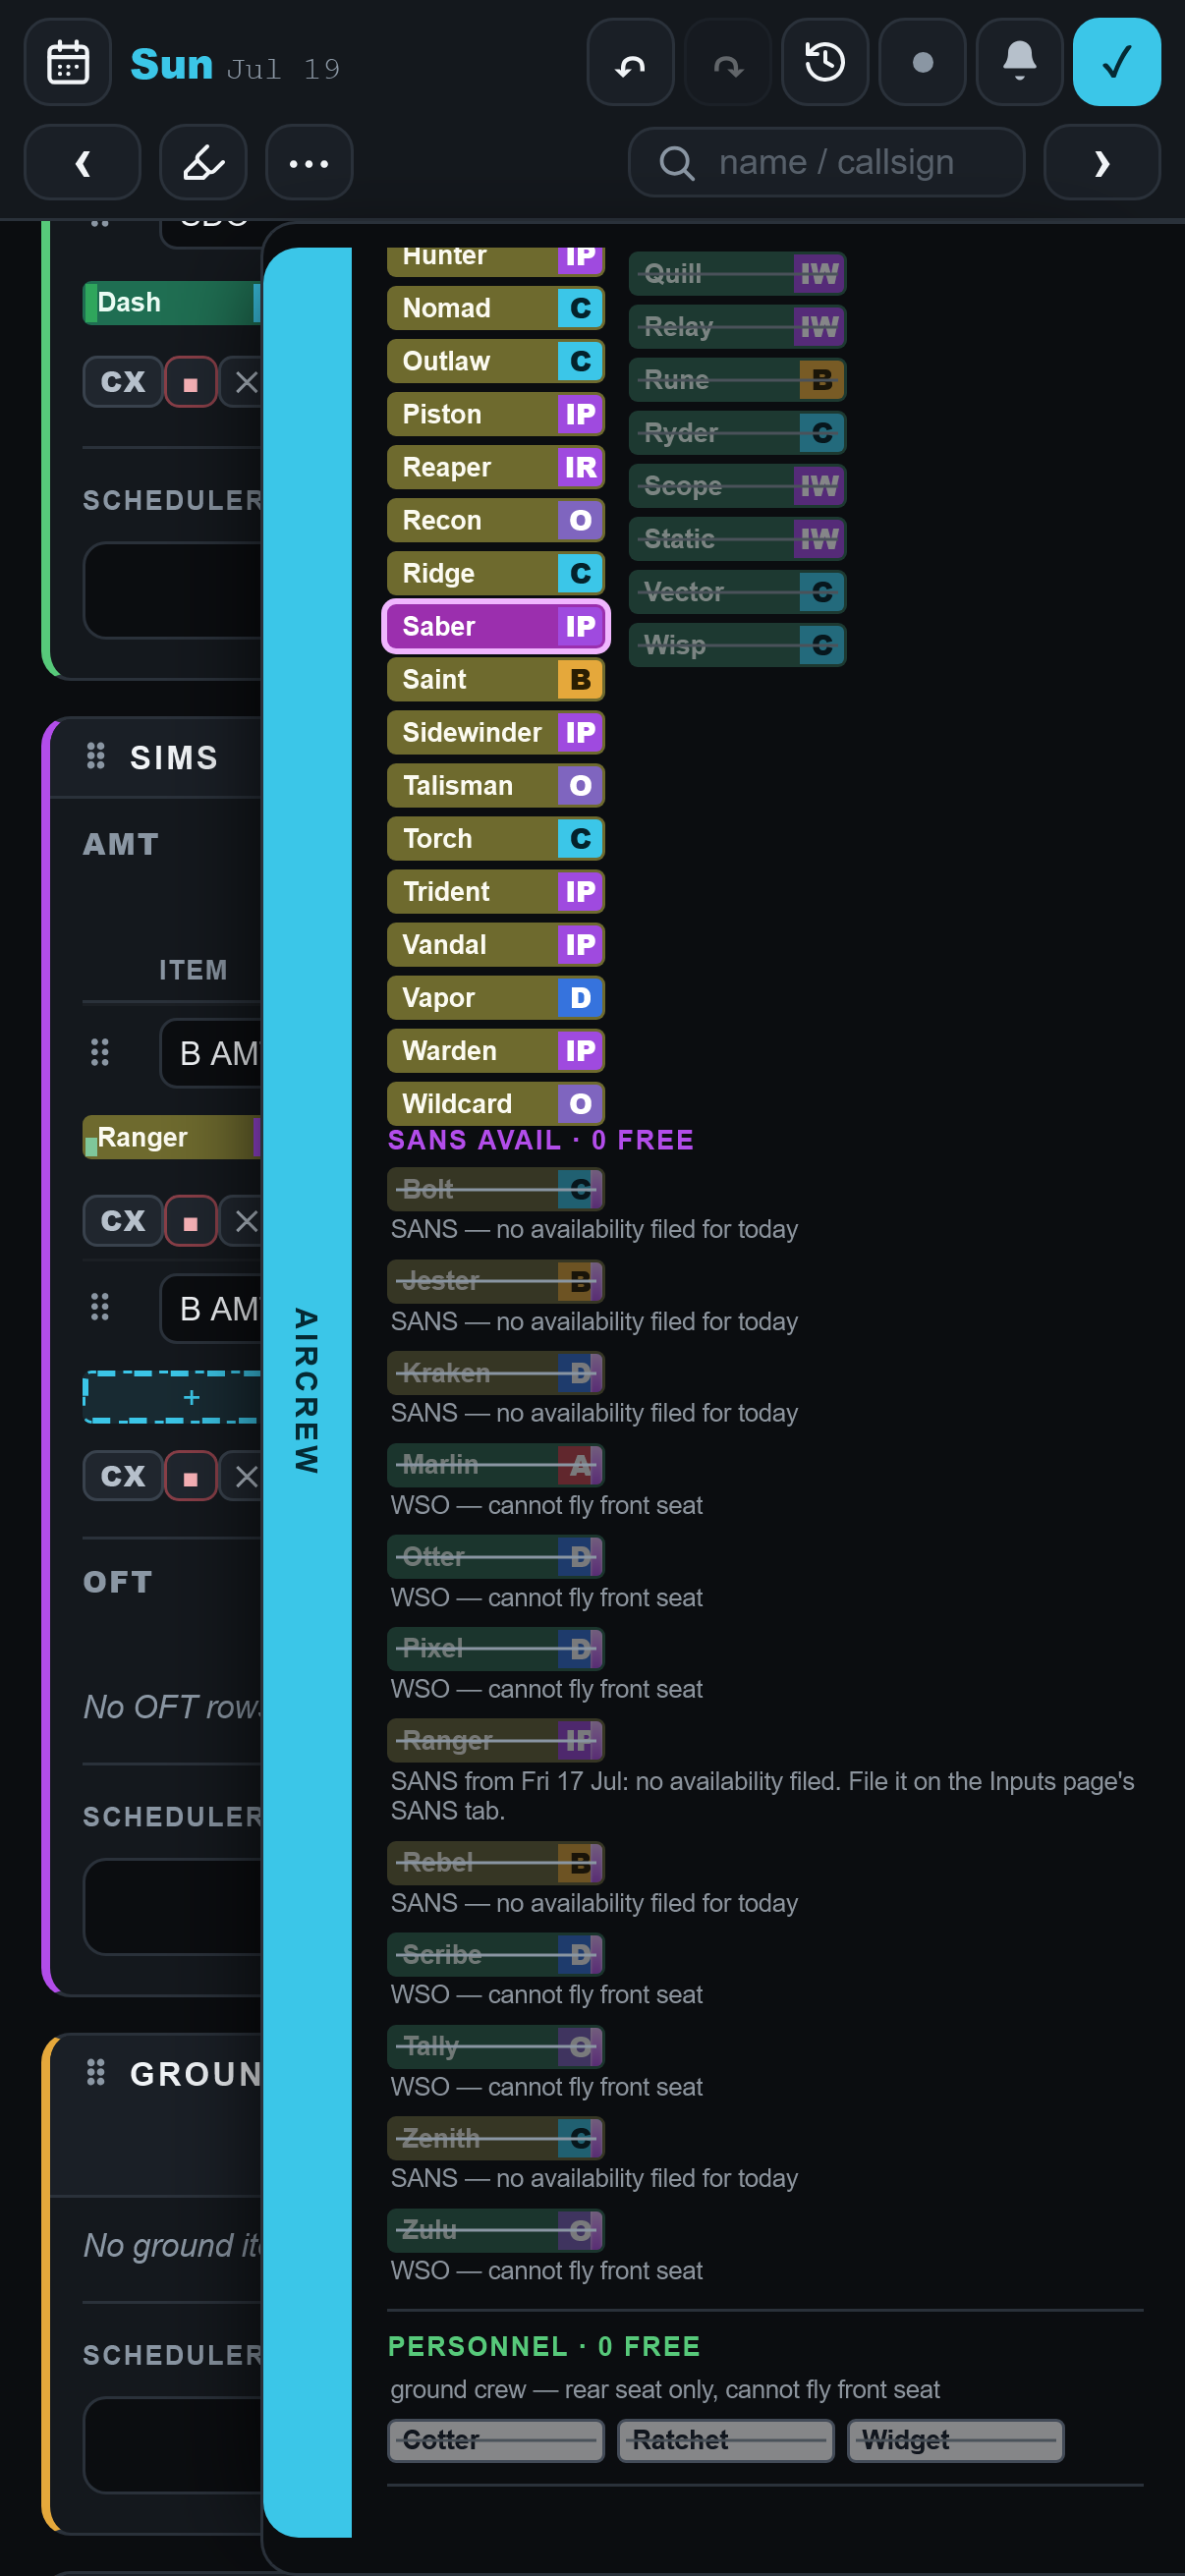 Sun Jul 19
name / callsign
Dash
CX
SCHEDULER
SIMS
AMT
ITEM
B AM
Ranger
CX
B AM
+
CX
OFT
No OFT rows
SCHEDULER
GROUN
No ground it
SCHEDULER
AIRCREW
Hunter IP
Nomad C
Outlaw C
Piston IP
Reaper IR
Recon O
Ridge C
Saber IP
Saint B
Sidewinder IP
Talisman O
Torch C
Trident IP
Vandal IP
Vapor D
Warden IP
Wildcard O
Quill IW
Relay IW
Rune B
Ryder C
Scope IW
Static IW
Vector C
Wisp C
SANS AVAIL · 0 FREE
Bolt C
SANS — no availability filed for today
Jester B
SANS — no availability filed for today
Kraken D
SANS — no availability filed for today
Marlin A
WSO — cannot fly front seat
Otter D
WSO — cannot fly front seat
Pixel D
WSO — cannot fly front seat
Ranger IP
SANS from Fri 17 Jul: no availability filed. File it on the Inputs page's
SANS tab.
Rebel B
SANS — no availability filed for today
Scribe D
WSO — cannot fly front seat
Tally O
WSO — cannot fly front seat
Zenith C
SANS — no availability filed for today
Zulu O
WSO — cannot fly front seat
PERSONNEL · 0 FREE
ground crew — rear seat only, cannot fly front seat
Cotter Ratchet Widget